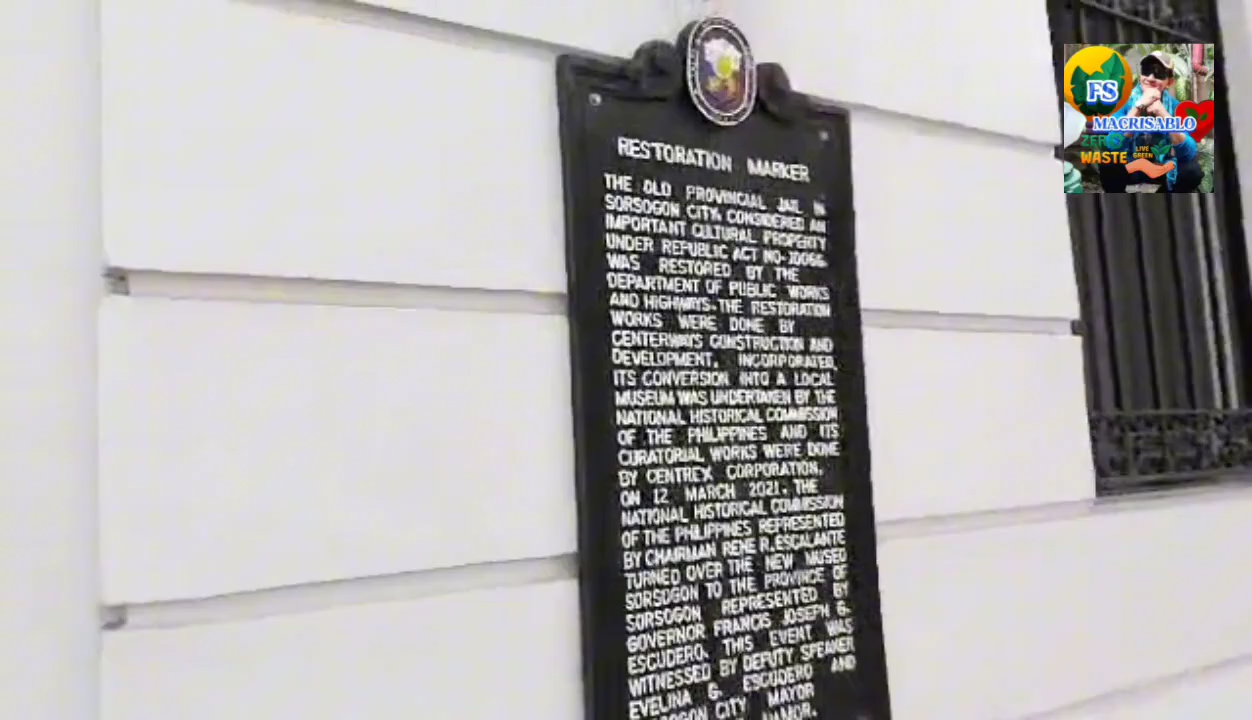 RESTORATION MARKER
THE OLD PROVINCIAL JAIL IN
SORSOGON CITY, CONSIDERED AN
IMPORTANT CULTURAL PROPERTY
UNDER REPUBLIC ACT NO. 10066.
WAS RESTORED BY THE
DEPARTMENT OF PUBLIC WORKS
AND HIGHWAYS. THE RESTORATION
WORKS WERE DONE BY
CENTERWAYS CONSTRUCTION AND
DEVELOPMENT, INCORPORATED.
ITS CONVERSION INTO A LOCAL
MUSEUM WAS UNDERTAKEN BY THE
NATIONAL HISTORICAL COMMISSION
OF THE PHILIPPINES AND ITS
CURATORIAL WORKS WERE DONE
BY CENTREX CORPORATION.
ON 12 MARCH 2021, THE
NATIONAL HISTORICAL COMMISSION
OF THE PHILIPPINES REPRESENTED
BY CHAIRMAN RENE R. ESCALANTE
TURNED OVER THE NEW MUSEO
SORSOGON TO THE PROVINCE OF
SORSOGON REPRESENTED BY
GOVERNOR FRANCIS JOSEPH G.
ESCUDERO. THIS EVENT WAS
WITNESSED BY DEPUTY SPEAKER
EVELINA G. ESCUDERO AND
CITY MAYOR
FS
MACRISABLO
ZERO
WASTE
LIVE
GREEN